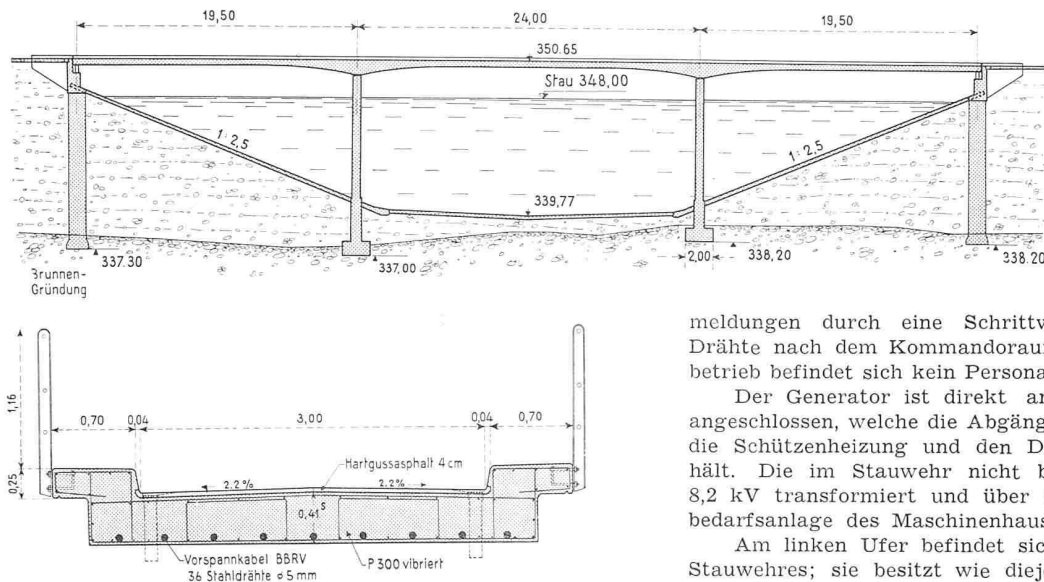 19,50 24,00 19,50
350.65
Stau 348,00
1:2,5 1:2,5
339,77
337.30 337,00 2,00 338,20 338.20
Brunnen-
Gründung
1,16
0,70 0,04 3,00 0,04 0,70
Hartgussasphalt 4 cm
0,25 2.2% 2.2%
0,41⁵
Vorspannkabel BBRV P 300 vibriert
36 Stahldrähte ⌀ 5 mm
meldungen durch eine Schrittw
Drähte nach dem Kommandoraum
betrieb befindet sich kein Persona
Der Generator ist direkt an
angeschlossen, welche die Abgäng
die Schützenheizung und den D
hält. Die im Stauwehr nicht b
8,2 kV transformiert und über
bedarfsanlage des Maschinenhaus
Am linken Ufer befindet sic
Stauwehres; sie besitzt wie diej